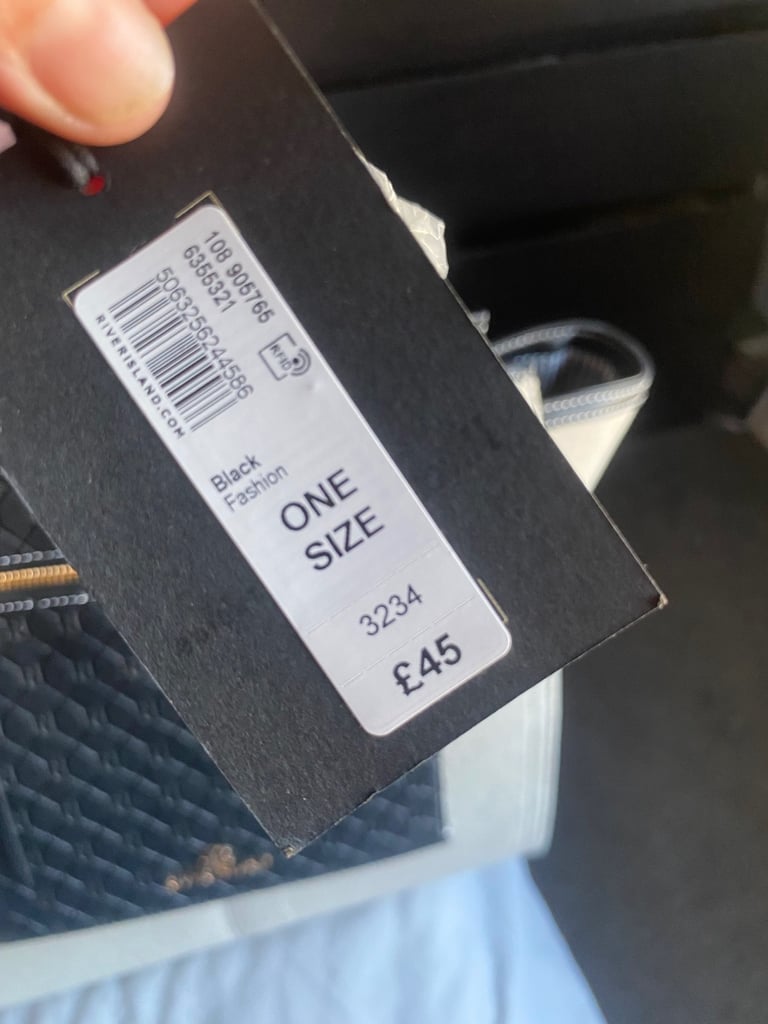 108 905765
6355321
5063256244586
RIVERISLAND.COM
RFID
Black
Fashion
ONE
SIZE
3234
£45